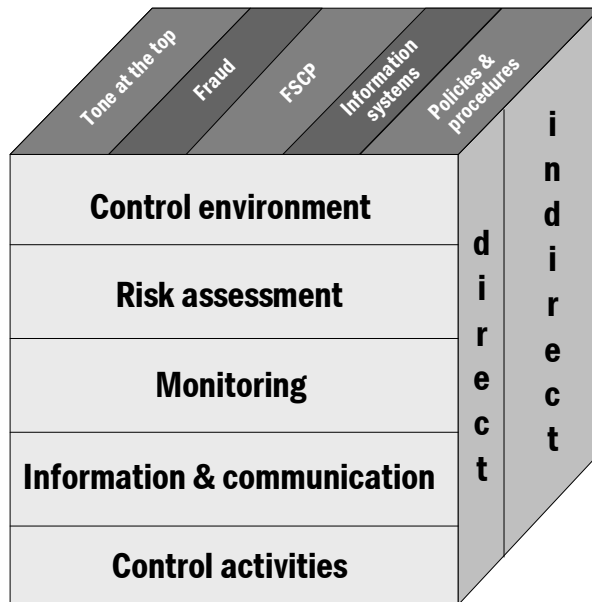 Tone at the top
Fraud
FSCP
Information
systems
Policies &
procedures
Control environment
Risk assessment
Monitoring
Information & communication
Control activities
direct
indirect